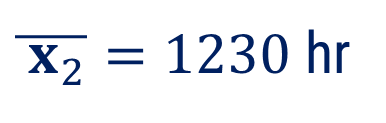 x̅₂ = 1230 hr